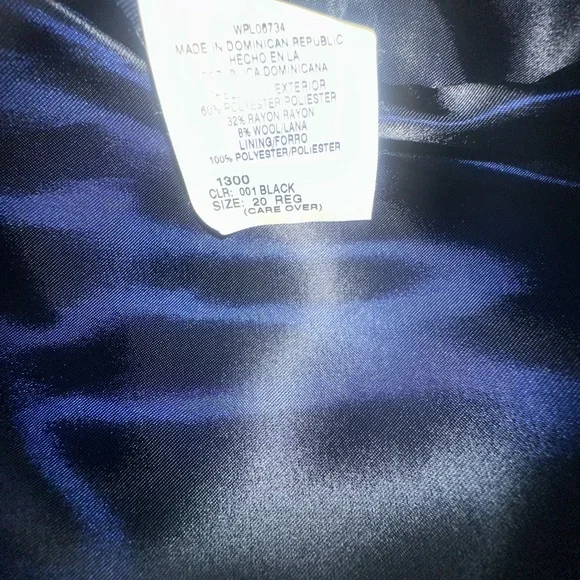 WPL06734
MADE IN DOMINICAN REPUBLIC
HECHO EN LA
DOMINICANA
EXTERIOR
60% POLYESTER/POLIESTER
32% RAYON RAYON
8% WOOL/LANA
LINING/FORRO
100% POLYESTER/POLIESTER
1300
CLR: 001 BLACK
SIZE: 20 REG
(CARE OVER)